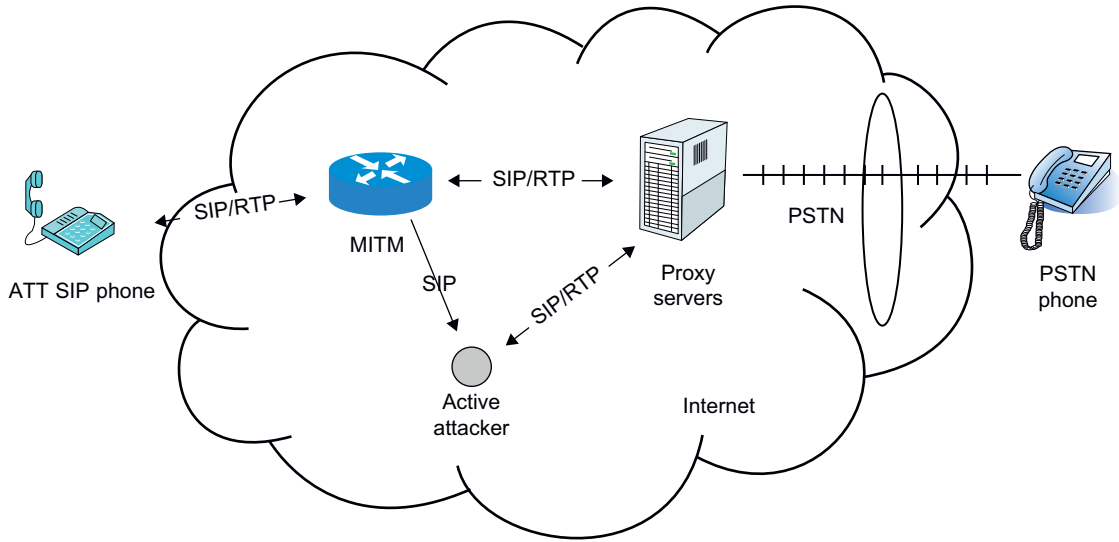 SIP/RTP
SIP/RTP
PSTN
MITM
ATT SIP phone
SIP
SIP/RTP
Proxy
servers
PSTN
phone
Active
attacker
Internet